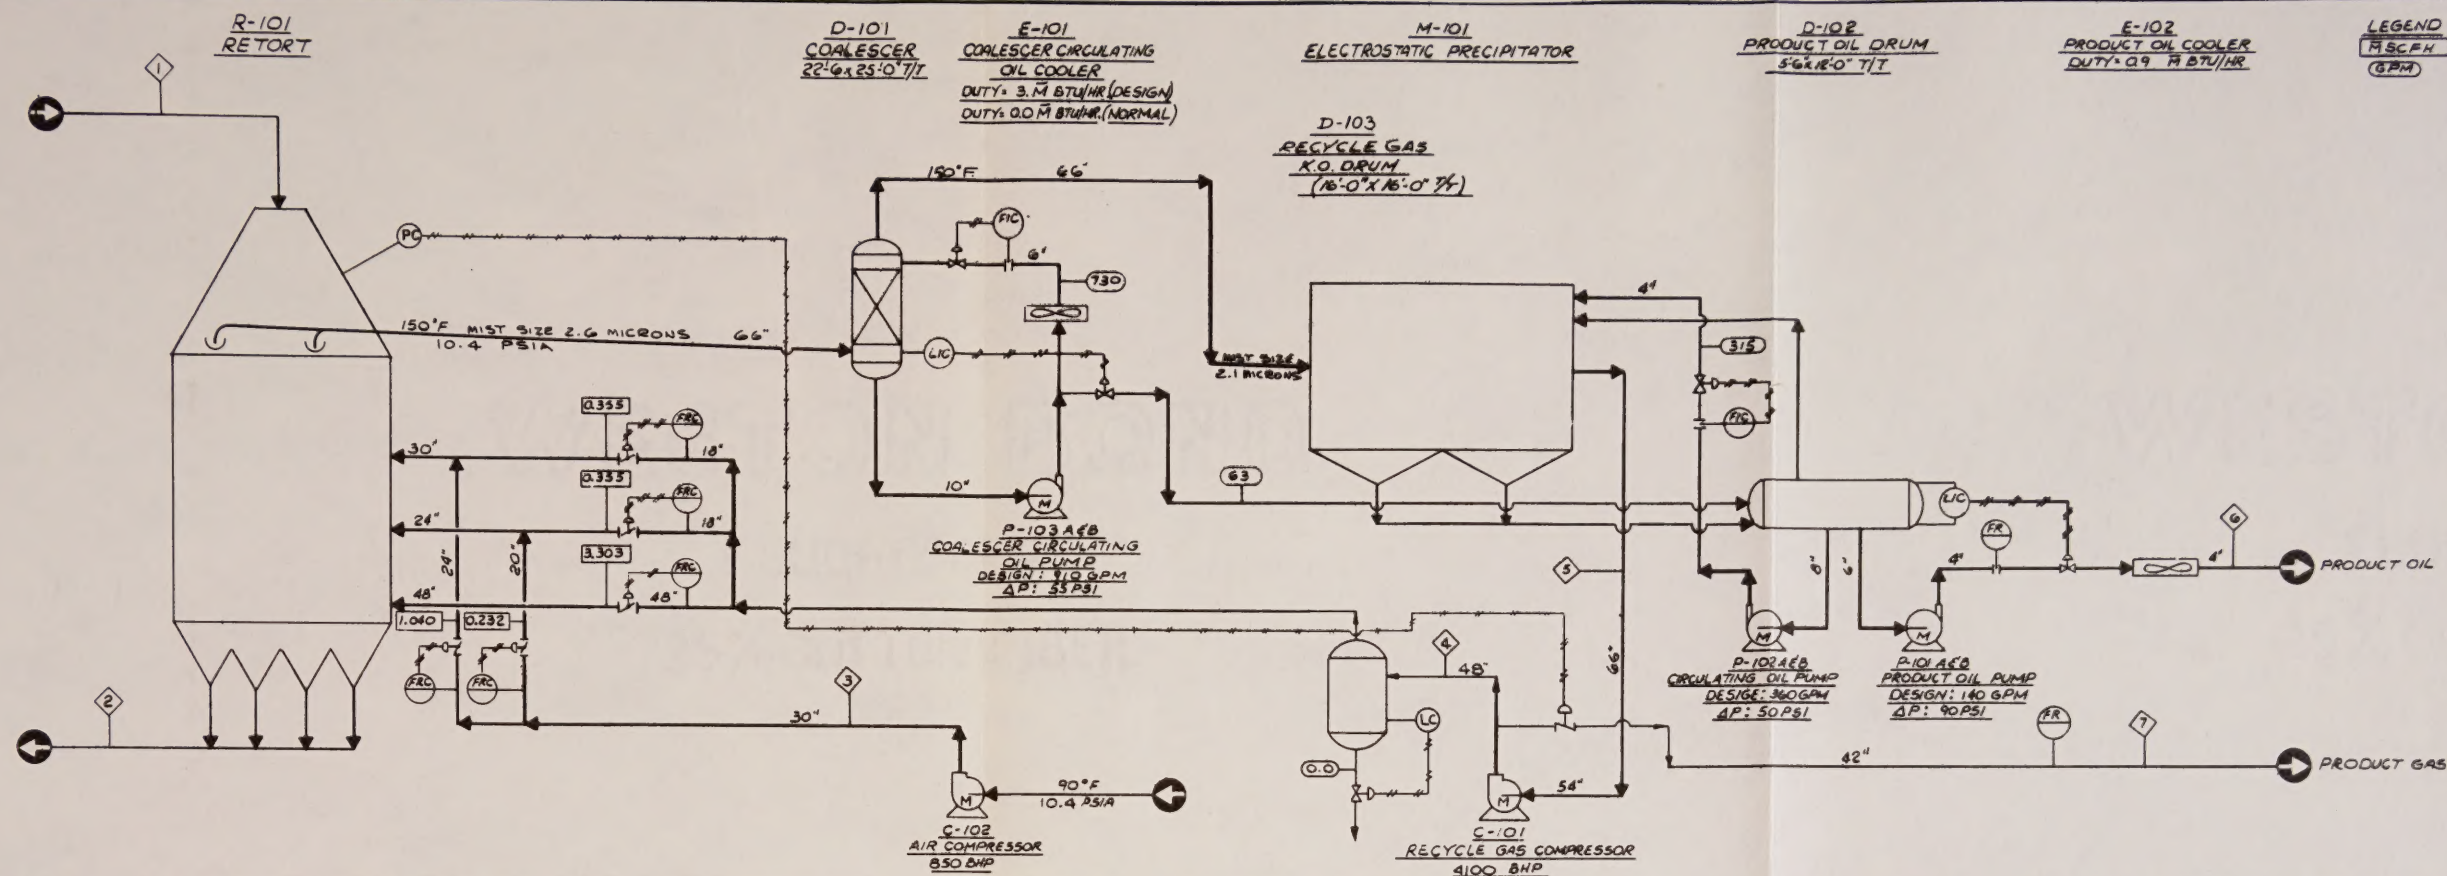 R-101
RETORT
D-101
COALESCER
22'-6 x 25'-0" T/T
E-101
COALESCER CIRCULATING
OIL COOLER
DUTY= 3. M̅ BTU/HR.(DESIGN)
DUTY= 0.0 M̅ BTU/HR.(NORMAL)
M-101
ELECTROSTATIC PRECIPITATOR
D-102
PRODUCT OIL DRUM
5'-6"x18'-0" T/T
E-102
PRODUCT OIL COOLER
DUTY= 0.9 M̅ BTU/HR
LEGEND
M̅SCFH
GPM
D-103
RECYCLE GAS
K.O. DRUM
(16'-0" X 16'-0" T/T)
1
PC
150°F. 66"
FIC
6"
730
150°F MIST SIZE 2.6 MICRONS 66"
10.4 PSIA
LIC
MIST SIZE
2.1 MICRONS
4"
315
FIC
0.355
FRC
30" 18"
0.355
FRC
24" 18"
3.303
FRC
48" 48"
24"
20"
1.040
0.232
FRC
FRC
10"
M
P-103 A&B
COALESCER CIRCULATING
OIL PUMP
DESIGN: 910 GPM
ΔP: 55 PSI
63
LIC
5
66"
8"
6"
FR
4"
6
4"
PRODUCT OIL
M
P-102 A&B
CIRCULATING OIL PUMP
DESIGE: 360 GPM
ΔP: 50 PSI
M
P-101 A&B
PRODUCT OIL PUMP
DESIGN: 140 GPM
ΔP: 90 PSI
2
3
30"
4
48"
LC
0.0
FR
7
42"
PRODUCT GAS
90°F
10.4 PSIA
54"
M
C-102
AIR COMPRESSOR
850 BHP
M
C-101
RECYCLE GAS COMPRESSOR
4100 BHP